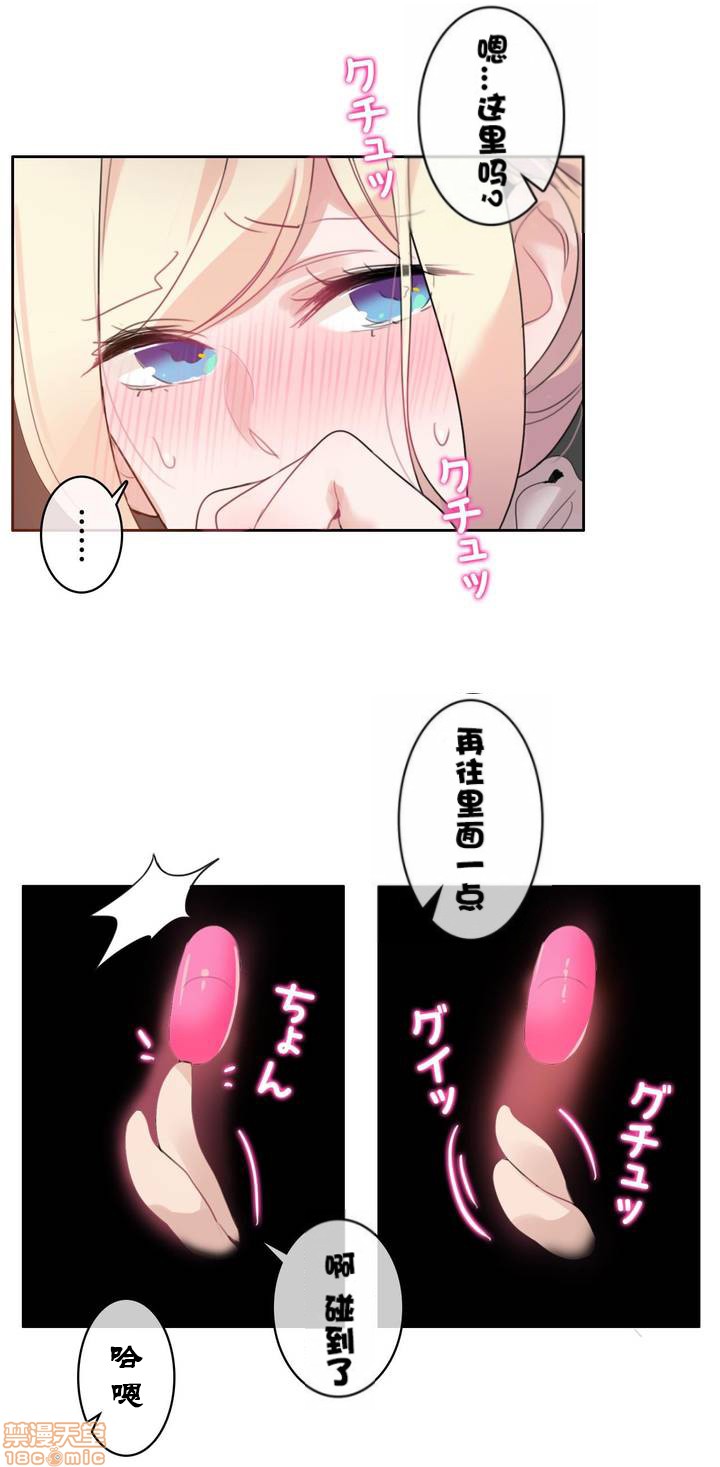 クチュッ
嗯…这里吗？
クチュッ
……
再往里面一点
グイッ
グチュッ
ちょん
啊 碰到了
哈嗯
禁漫天堂
18comic